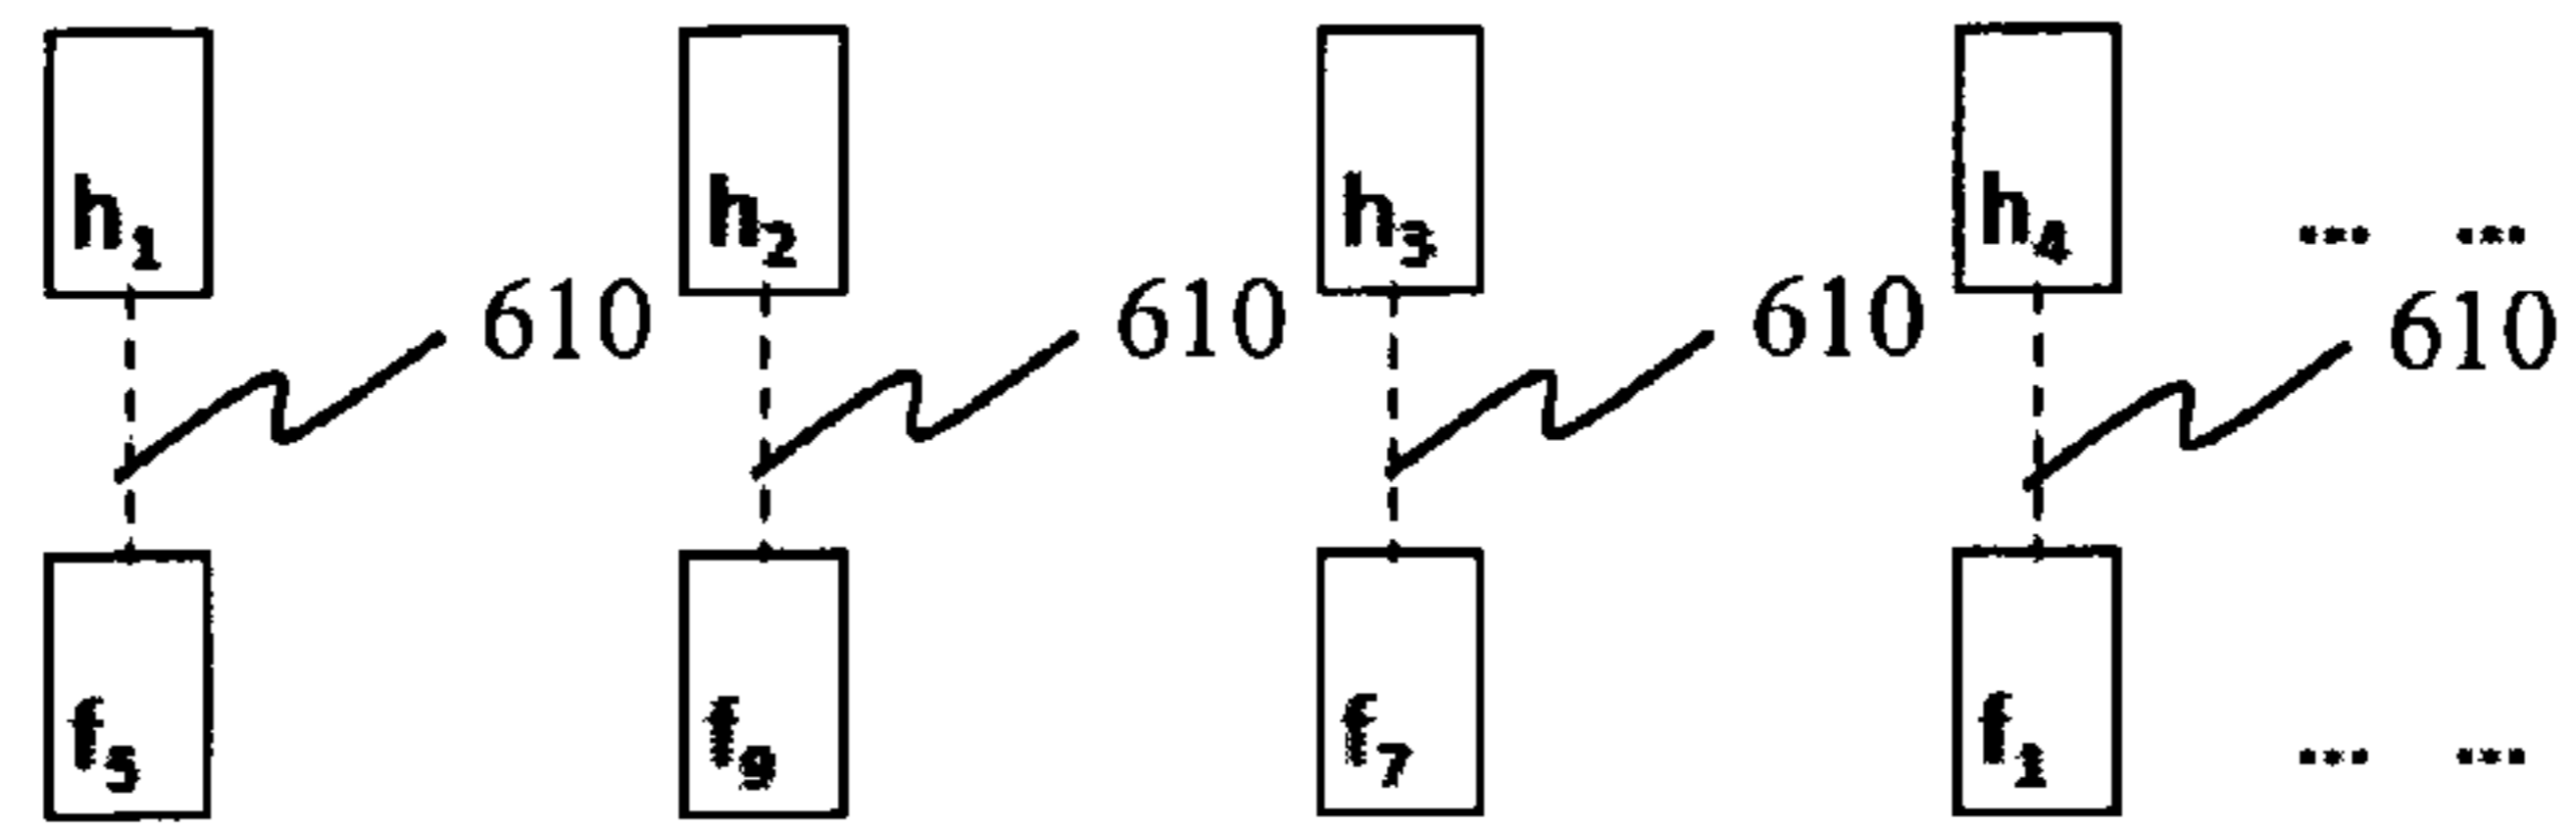 h₁ h₂ h₃ h₄ ... ...
610 610 610 610
f₅ f₉ f₇ f₁ ... ...